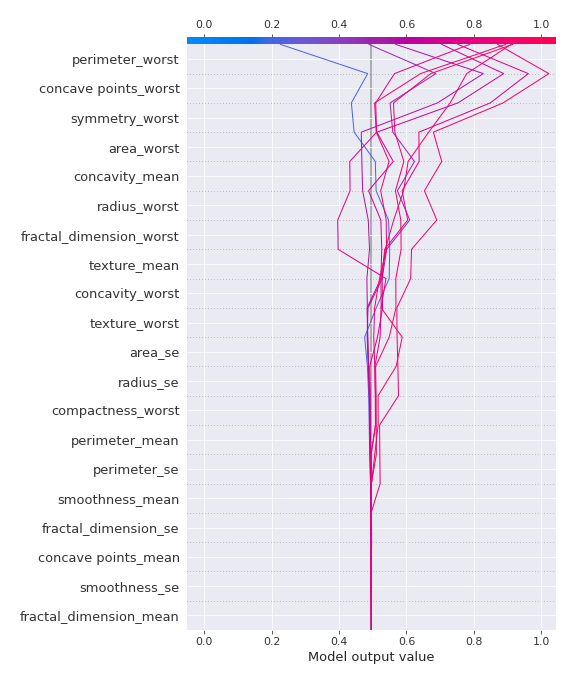 0.0 0.2 0.4 0.6 0.8 1.0
perimeter_worst
concave points_worst
symmetry_worst
area_worst
concavity_mean
radius_worst
fractal_dimension_worst
texture_mean
concavity_worst
texture_worst
area_se
radius_se
compactness_worst
perimeter_mean
perimeter_se
smoothness_mean
fractal_dimension_se
concave points_mean
smoothness_se
fractal_dimension_mean
0.0 0.2 0.4 0.6 0.8 1.0
Model output value